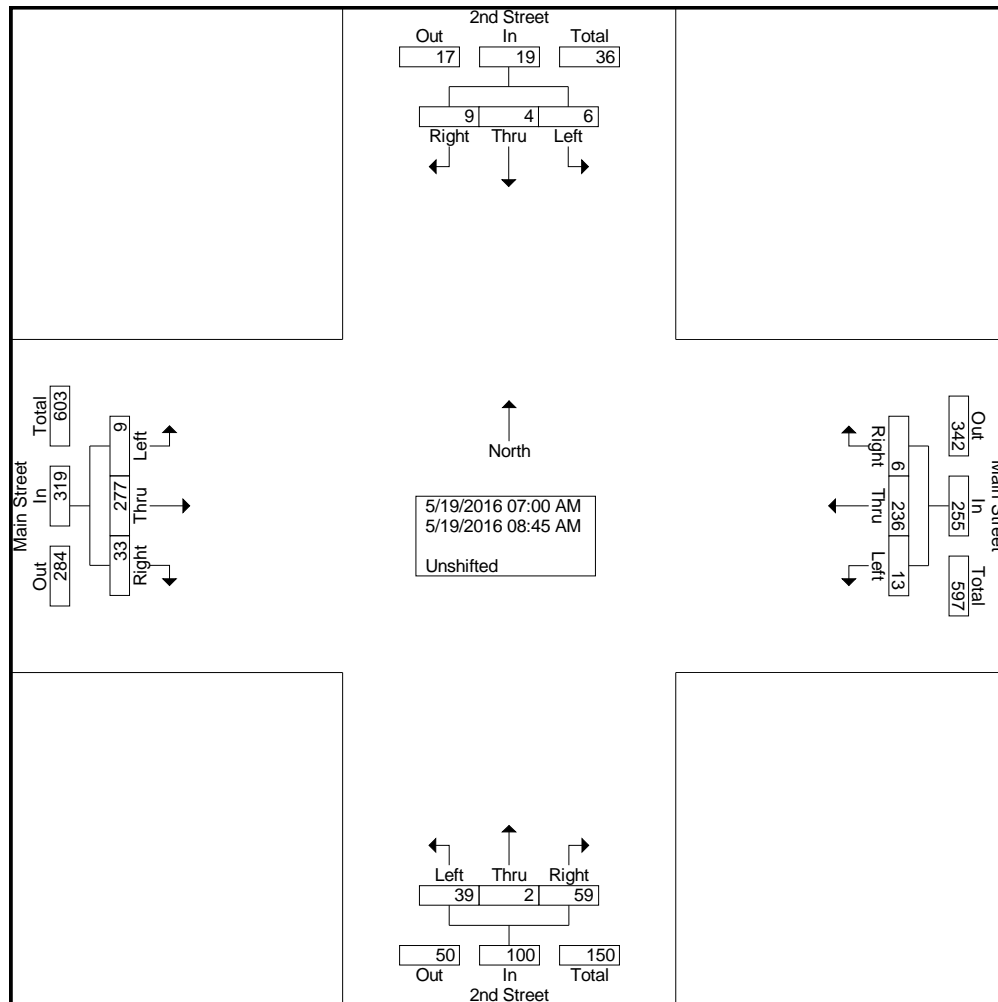 2nd Street
Out In Total
17 19 36
9 4 6
Right Thru Left
Main Street
Out In Total
284 319 603
Left Thru Right
9 277 33
North
5/19/2016 07:00 AM
5/19/2016 08:45 AM
Unshifted
Main Street
Out In Total
342 255 597
Right Thru Left
6 236 13
Left Thru Right
39 2 59
50 100 150
Out In Total
2nd Street